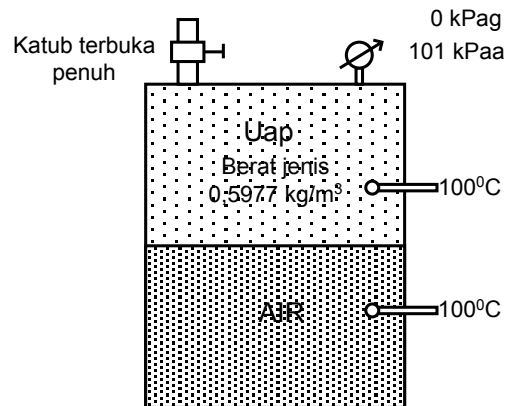 0 kPag
101 kPaa
Katub terbuka
penuh
Uap
Berat jenis
0,5977 kg/m³
100⁰C
AIR
100⁰C